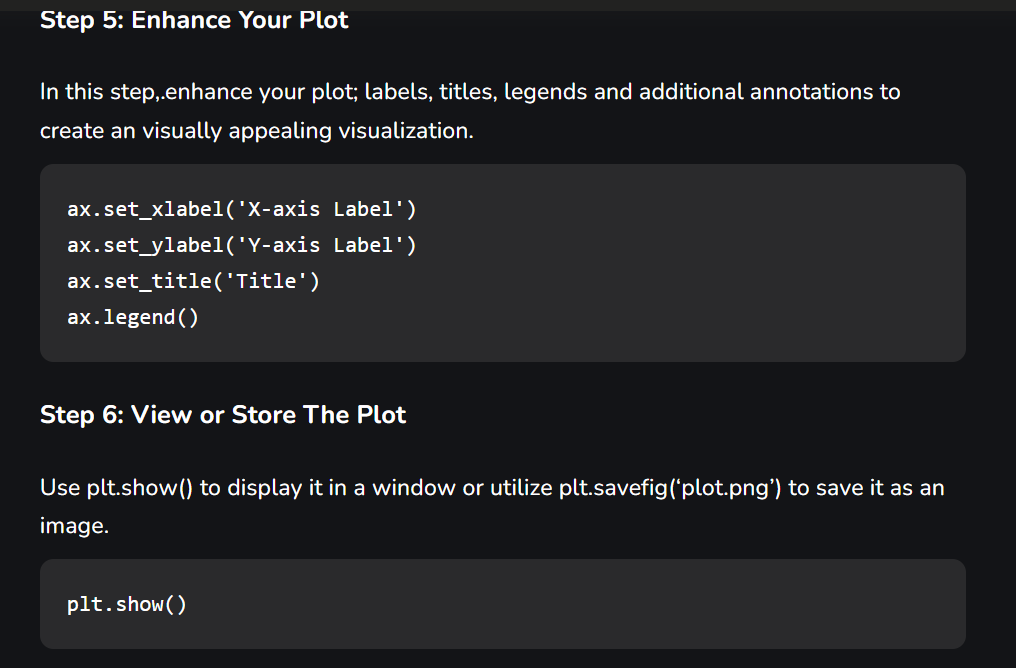 Step 5: Enhance Your Plot
In this step,.enhance your plot; labels, titles, legends and additional annotations to
create an visually appealing visualization.
ax.set_xlabel('X-axis Label')
ax.set_ylabel('Y-axis Label')
ax.set_title('Title')
ax.legend()
Step 6: View or Store The Plot
Use plt.show() to display it in a window or utilize plt.savefig(‘plot.png’) to save it as an
image.
plt.show()